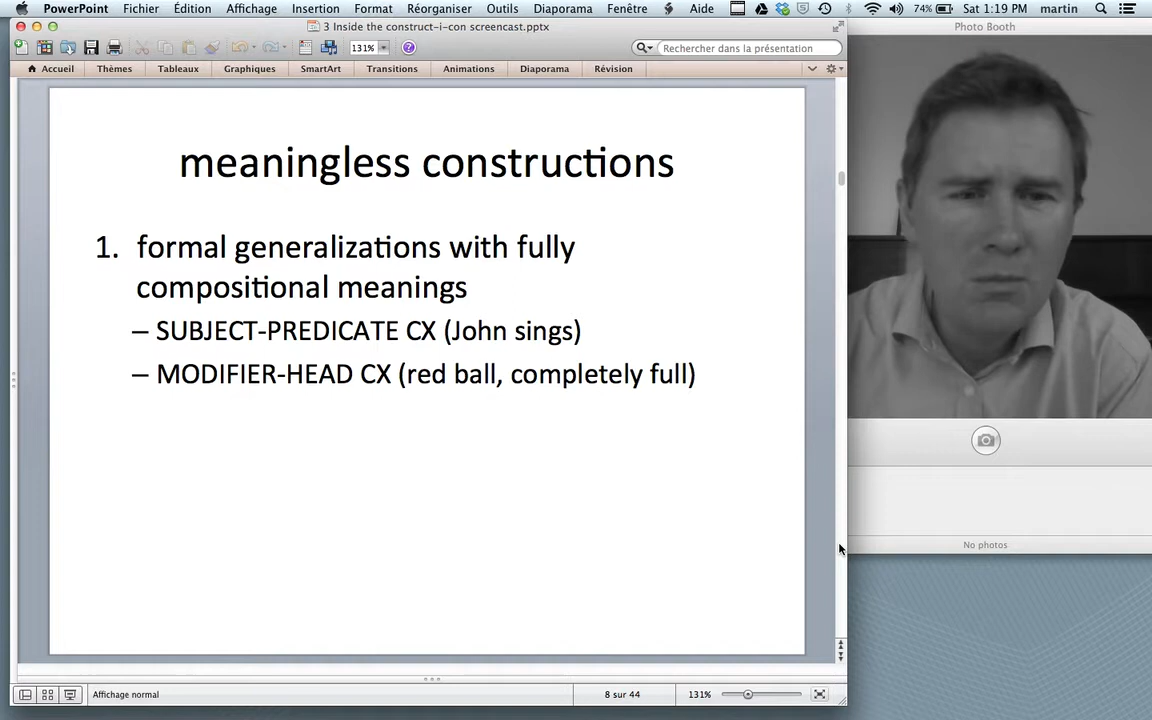 PowerPoint Fichier Édition Affichage Insertion Format Réorganiser Outils Diaporama Fenêtre Aide 74% Sat 1:19 PM martin
3 Inside the construct-i-con screencast.pptx
Photo Booth
131% Rechercher dans la présentation
Accueil Thèmes Tableaux Graphiques SmartArt Transitions Animations Diaporama Révision
meaningless constructions
1. formal generalizations with fully
compositional meanings
– SUBJECT-PREDICATE CX (John sings)
– MODIFIER-HEAD CX (red ball, completely full)
No photos
Affichage normal 8 sur 44 131%